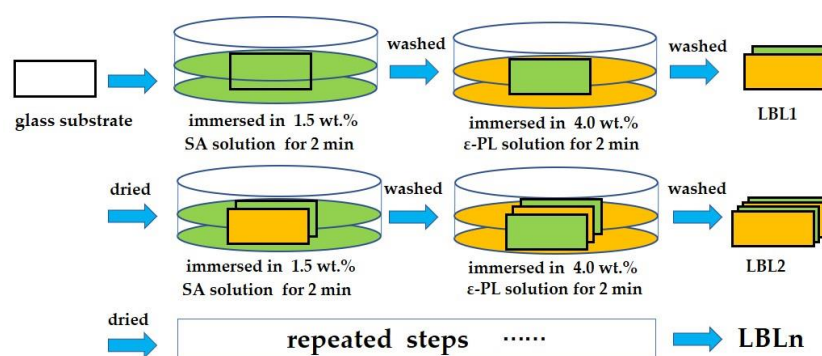 washed
washed
glass substrate
immersed in 1.5 wt.%
SA solution for 2 min
immersed in 4.0 wt.%
ε-PL solution for 2 min
LBL1
dried
washed
washed
immersed in 1.5 wt.%
SA solution for 2 min
immersed in 4.0 wt.%
ε-PL solution for 2 min
LBL2
dried
repeated steps ······
LBLn